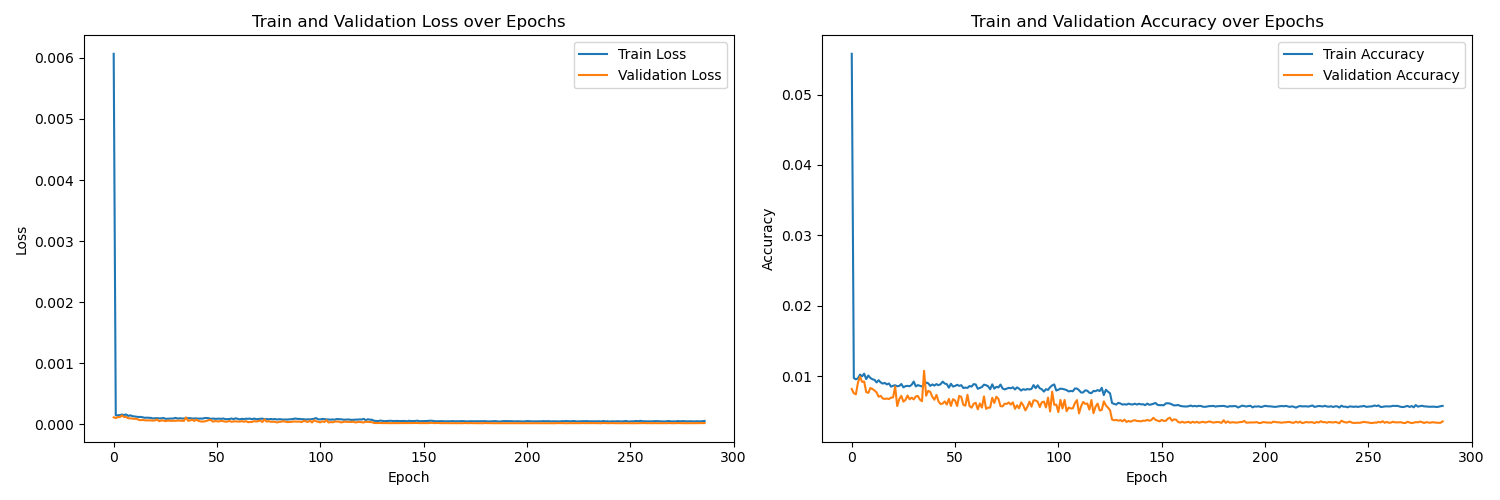 Train and Validation Loss over Epochs
Train Loss
Validation Loss
0.006
0.005
0.004
0.003
0.002
0.001
0.000
Loss
0
50
100
150
200
250
300
Epoch
Train and Validation Accuracy over Epochs
Train Accuracy
Validation Accuracy
0.05
0.04
0.03
0.02
0.01
Accuracy
0
50
100
150
200
250
300
Epoch